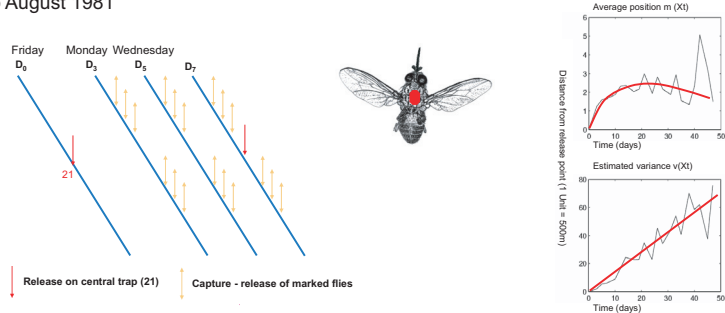 August 1981
Friday Monday Wednesday
D0 D3 D5 D7
21
Release on central trap (21)
Capture - release of marked flies
Average position m (Xt)
6
5
4
3
2
1
0
0 10 20 30 40 50
Time (days)
Distance from release point (1 Unit = 500m)
Estimated variance v(Xt)
80
60
40
20
0
0 10 20 30 40 50
Time (days)